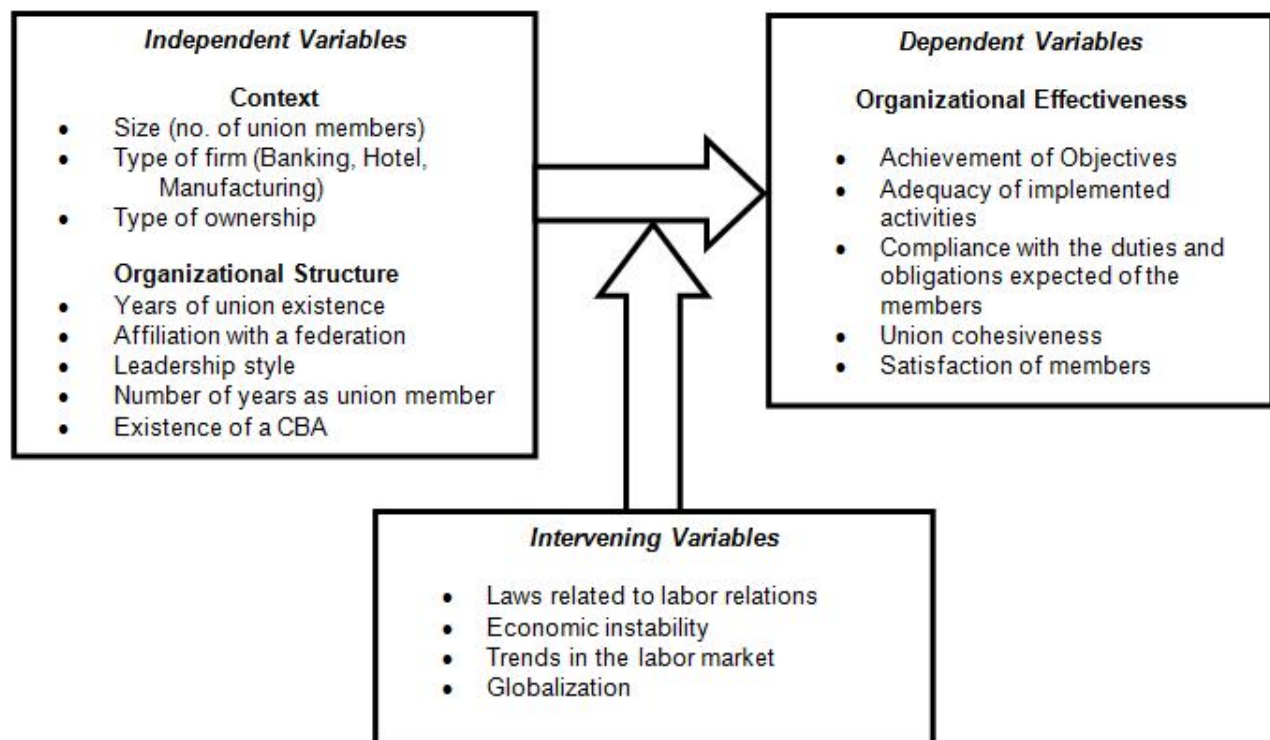 Independent Variables
Context
• Size (no. of union members)
• Type of firm (Banking, Hotel,
Manufacturing)
• Type of ownership
Organizational Structure
• Years of union existence
• Affiliation with a federation
• Leadership style
• Number of years as union member
• Existence of a CBA
Dependent Variables
Organizational Effectiveness
• Achievement of Objectives
• Adequacy of implemented
activities
• Compliance with the duties and
obligations expected of the
members
• Union cohesiveness
• Satisfaction of members
Intervening Variables
• Laws related to labor relations
• Economic instability
• Trends in the labor market
• Globalization